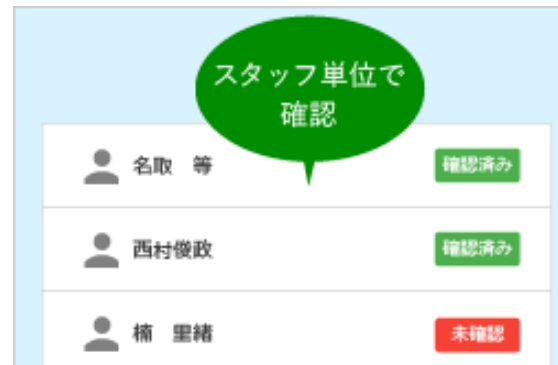 スタッフ単位で
確認
名取　等
確認済み
西村俊政
確認済み
楠　里緒
未確認